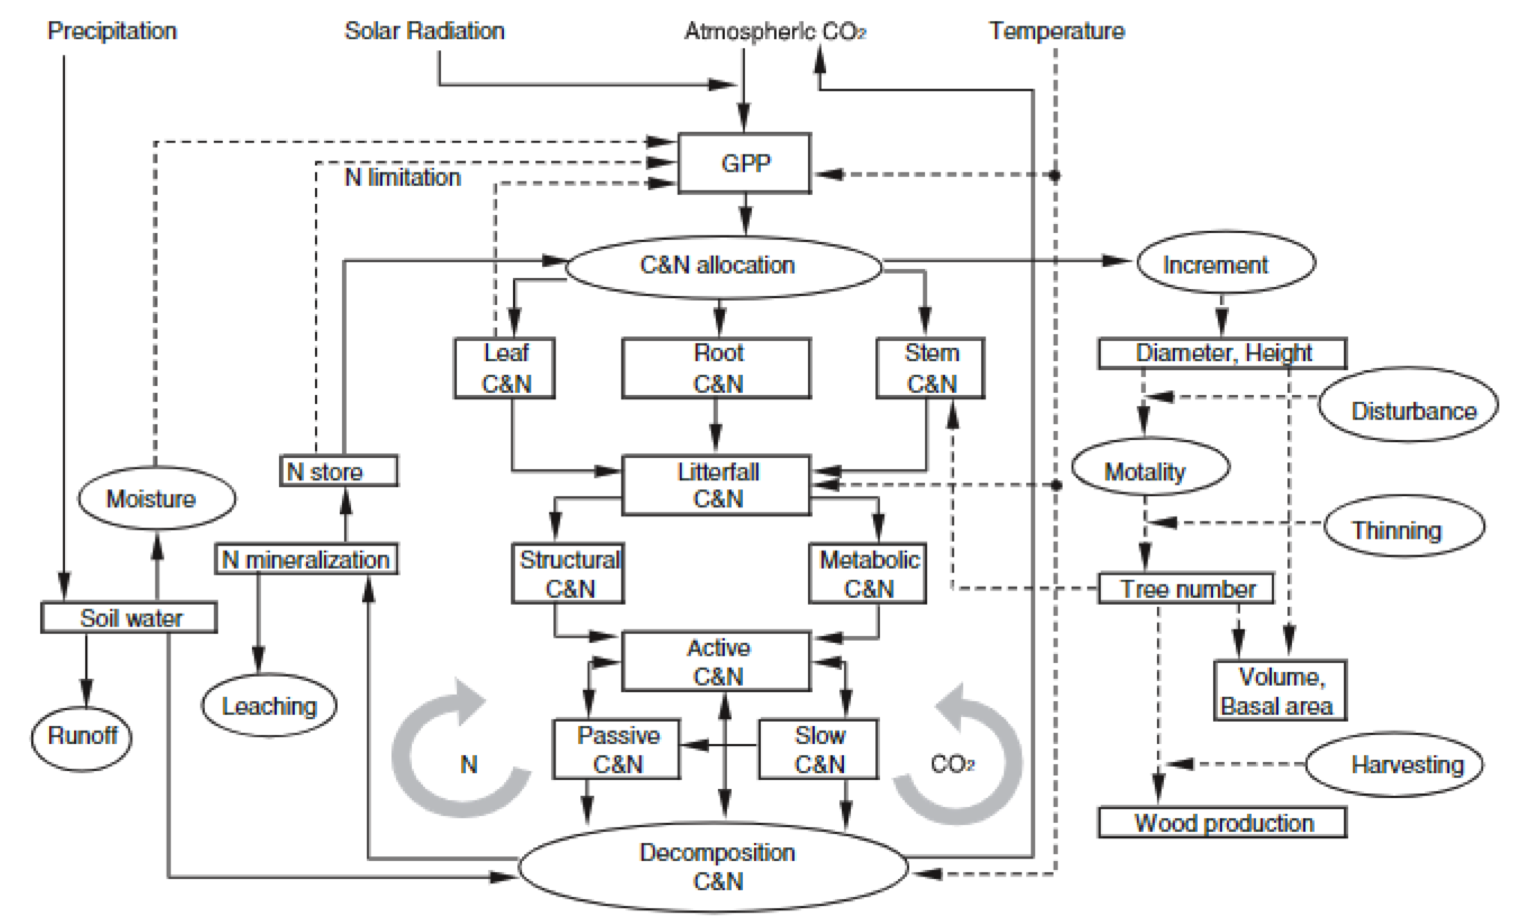 Precipitation
Solar Radiation
Atmospheric CO2
Temperature
GPP
N limitation
C&N allocation
Increment
Leaf
C&N
Root
C&N
Stem
C&N
Diameter, Height
Disturbance
N store
Litterfall
C&N
Motality
Moisture
Thinning
N mineralization
Structural
C&N
Metabolic
C&N
Tree number
Soil water
Active
C&N
Volume,
Basal area
Leaching
Runoff
Passive
C&N
Slow
C&N
N
CO2
Harvesting
Wood production
Decomposition
C&N